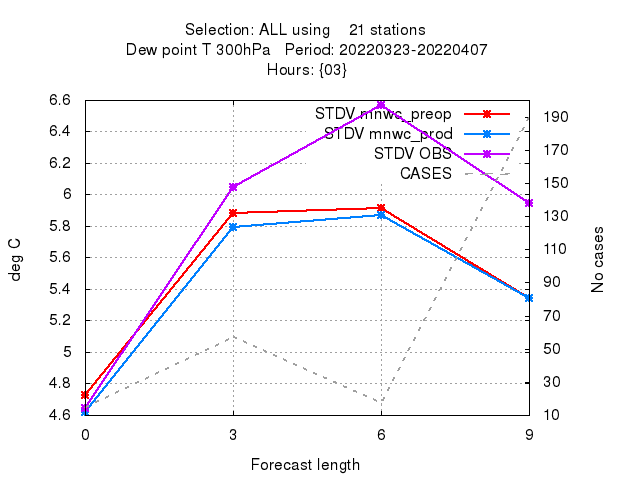 Selection: ALL using    21 stations
Dew point T 300hPa   Period: 20220323-20220407
Hours: {03}
STDV mnwc_preop
STDV mnwc_prod
STDV OBS
CASES
6.6
6.4
6.2
6
5.8
5.6
5.4
5.2
5
4.8
4.6
deg C
190
170
150
130
110
90
70
50
30
10
No cases
0 3 6 9
Forecast length